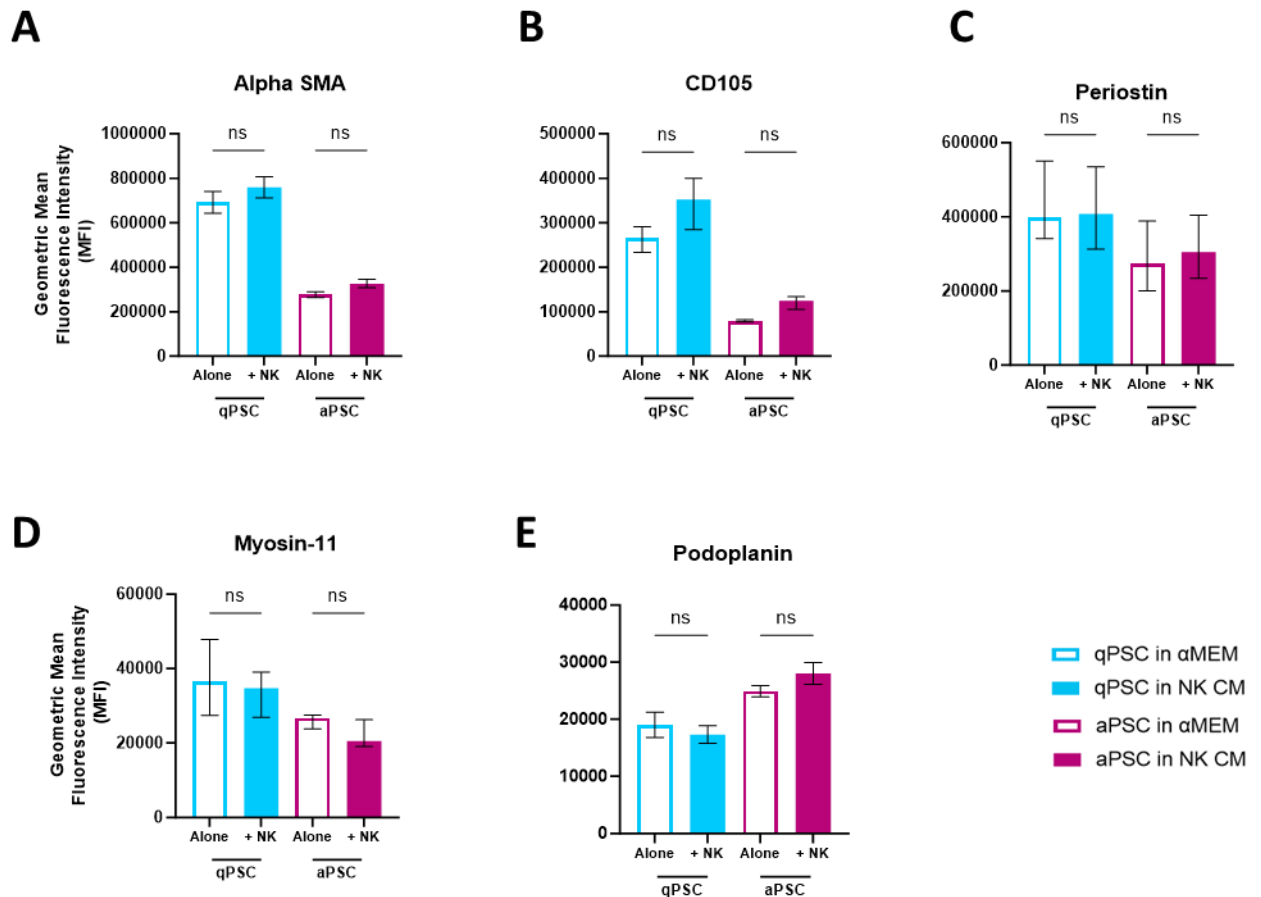 A
Alpha SMA
Geometric Mean
Fluorescence Intensity
(MFI)
1000000
800000
600000
400000
200000
0
ns
ns
Alone
+ NK
Alone
+ NK
qPSC
aPSC
B
CD105
500000
400000
300000
200000
100000
0
ns
ns
Alone
+ NK
Alone
+ NK
qPSC
aPSC
C
Periostin
600000
400000
200000
0
ns
ns
Alone
+ NK
Alone
+ NK
qPSC
aPSC
D
Myosin-11
Geometric Mean
Fluorescence Intensity
(MFI)
60000
40000
20000
0
ns
ns
Alone
+ NK
Alone
+ NK
qPSC
aPSC
E
Podoplanin
40000
30000
20000
10000
0
ns
ns
Alone
+ NK
Alone
+ NK
qPSC
aPSC
qPSC in αMEM
qPSC in NK CM
aPSC in αMEM
aPSC in NK CM